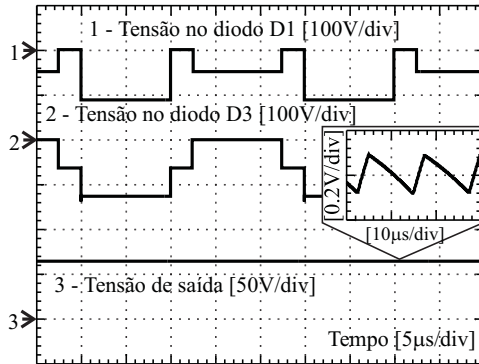 1 - Tensão no diodo D1 [100V/div]
1
2 - Tensão no diodo D3 [100V/div]
2
[0.2V/div]
[10μs/div]
3 - Tensão de saída [50V/div]
3
Tempo [5μs/div]